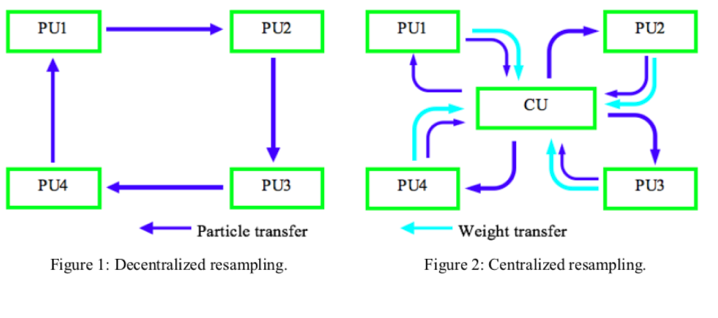 PU1
PU2
PU4
PU3
Particle transfer
Figure 1: Decentralized resampling.
PU1
PU2
CU
PU4
PU3
Weight transfer
Figure 2: Centralized resampling.